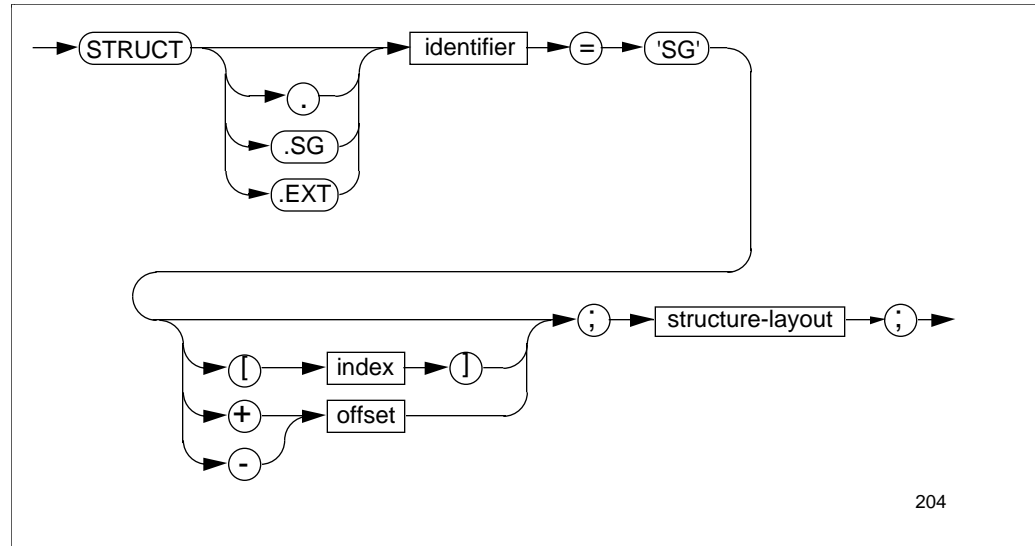 STRUCT identifier = 'SG'
.
.SG
.EXT
; structure-layout ;
[ index ]
+ offset
-
204